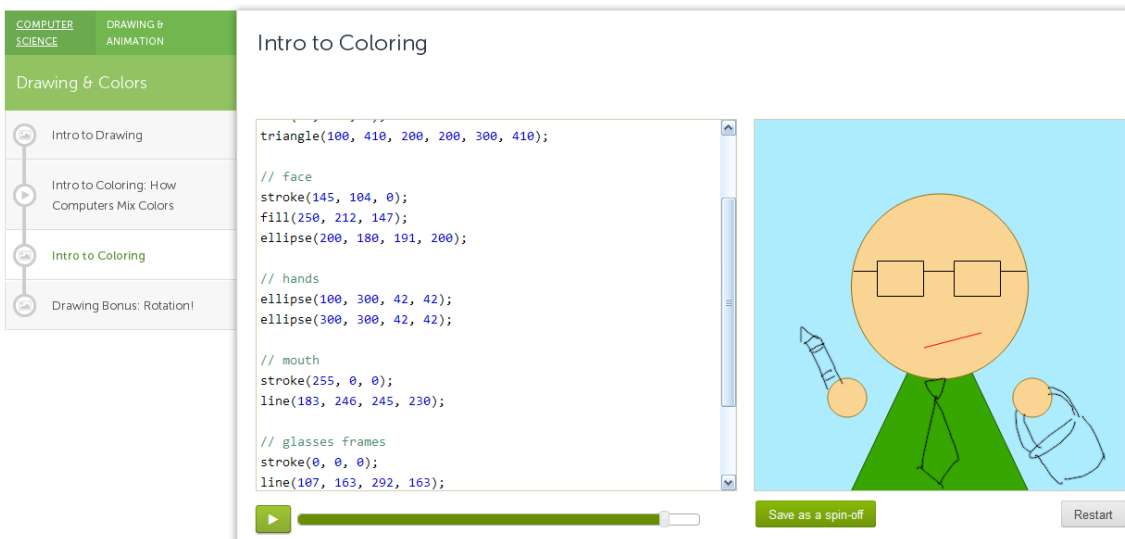 COMPUTER
SCIENCE
DRAWING &
ANIMATION
Drawing & Colors
Intro to Drawing
Intro to Coloring: How
Computers Mix Colors
Intro to Coloring
Drawing Bonus: Rotation!
Intro to Coloring
triangle(100, 410, 200, 200, 300, 410);
// face
stroke(145, 104, 0);
fill(250, 212, 147);
ellipse(200, 180, 191, 200);
// hands
ellipse(100, 300, 42, 42);
ellipse(300, 300, 42, 42);
// mouth
stroke(255, 0, 0);
line(183, 246, 245, 230);
// glasses frames
stroke(0, 0, 0);
line(107, 163, 292, 163);
Save as a spin-off
Restart